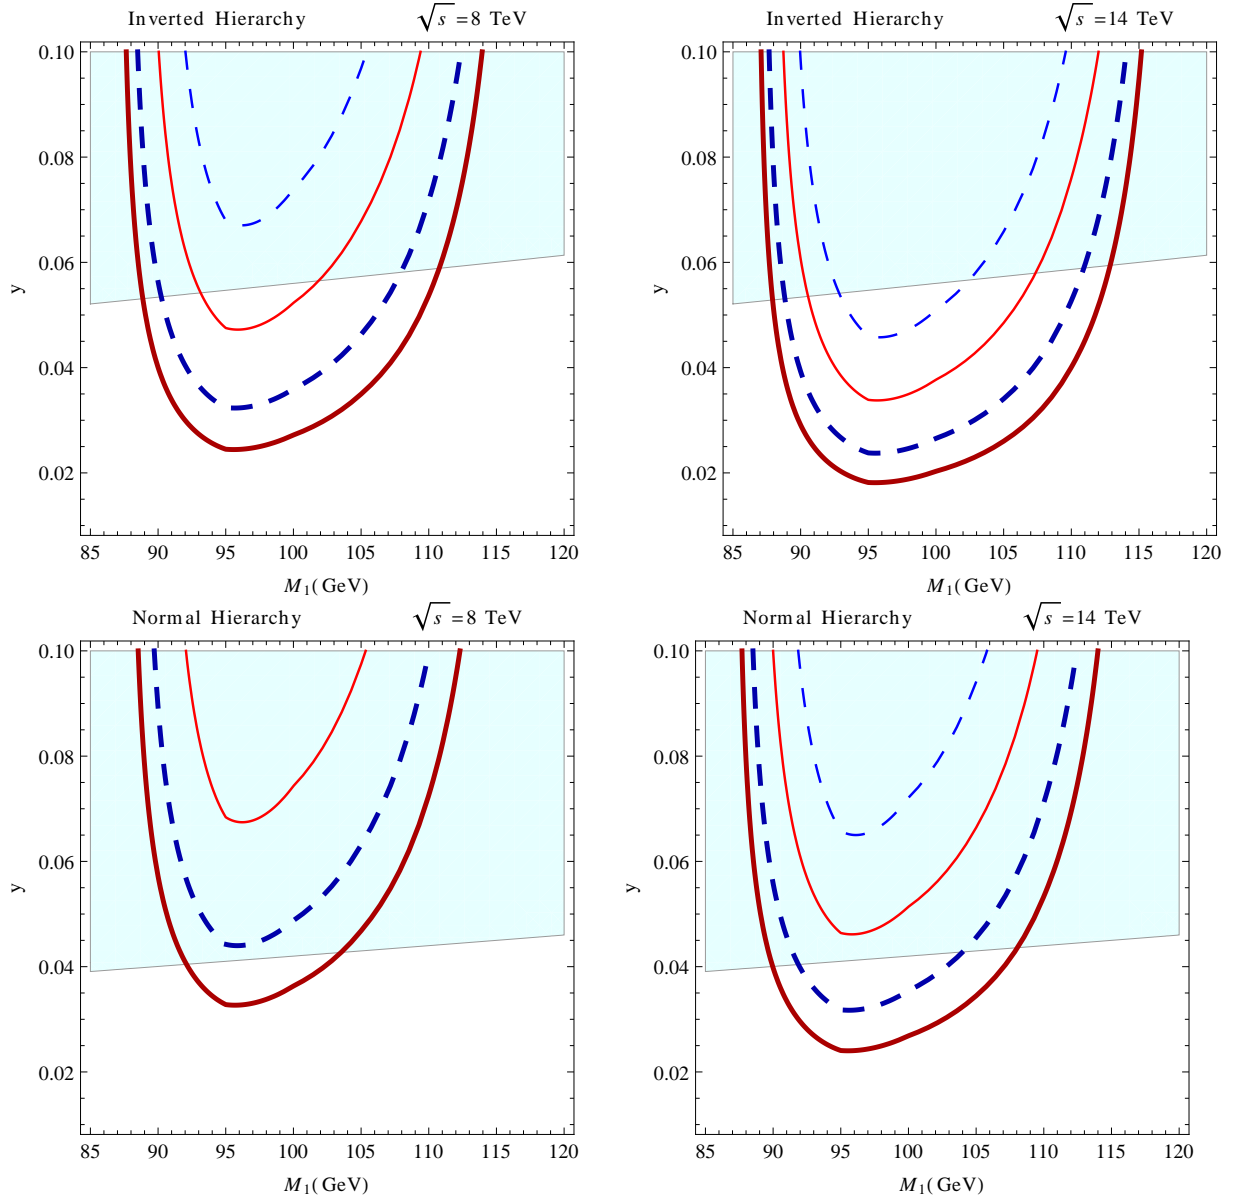 Inverted Hierarchy √s =8 TeV
0.10
0.08
0.06
0.04
0.02
y
85 90 95 100 105 110 115 120
M₁(GeV)
Inverted Hierarchy √s =14 TeV
0.10
0.08
0.06
0.04
0.02
y
85 90 95 100 105 110 115 120
M₁(GeV)
Normal Hierarchy √s =8 TeV
0.10
0.08
0.06
0.04
0.02
y
85 90 95 100 105 110 115 120
M₁(GeV)
Normal Hierarchy √s =14 TeV
0.10
0.08
0.06
0.04
0.02
y
85 90 95 100 105 110 115 120
M₁(GeV)